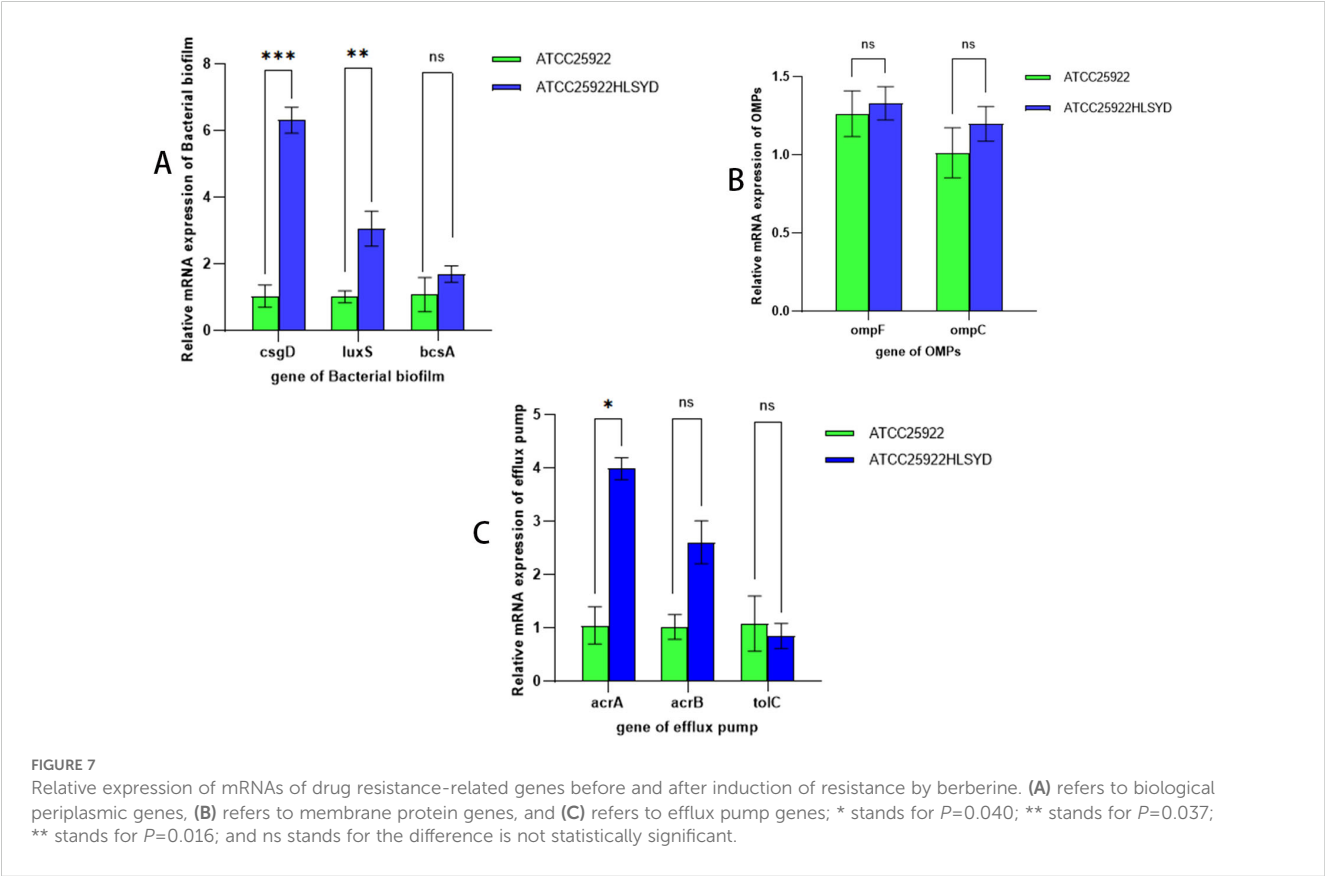 A
Relative mRNA expression of Bacterial biofilm
8
6
4
2
0
***
**
ns
ATCC25922
ATCC25922HLSYD
csgD luxS bcsA
gene of Bacterial biofilm
B
Relative mRNA expression of OMPs
1.5
1.0
0.5
0.0
ns
ns
ATCC25922
ATCC25922HLSYD
ompF ompC
gene of OMPs
C
Relative mRNA expression of efflux pump
5
4
3
2
1
0
*
ns
ns
ATCC25922
ATCC25922HLSYD
acrA acrB tolC
gene of efflux pump
FIGURE 7
Relative expression of mRNAs of drug resistance-related genes before and after induction of resistance by berberine. (A) refers to biological
periplasmic genes, (B) refers to membrane protein genes, and (C) refers to efflux pump genes; * stands for P=0.040; ** stands for P=0.037;
** stands for P=0.016; and ns stands for the difference is not statistically significant.